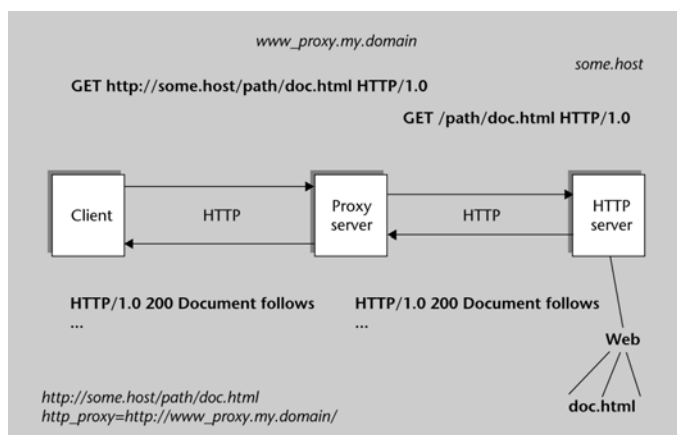 www_proxy.my.domain
some.host
GET http://some.host/path/doc.html HTTP/1.0
GET /path/doc.html HTTP/1.0
Client
HTTP
Proxy
server
HTTP
HTTP
server
HTTP/1.0 200 Document follows
...
HTTP/1.0 200 Document follows
...
Web
doc.html
http://some.host/path/doc.html
http_proxy=http://www_proxy.my.domain/